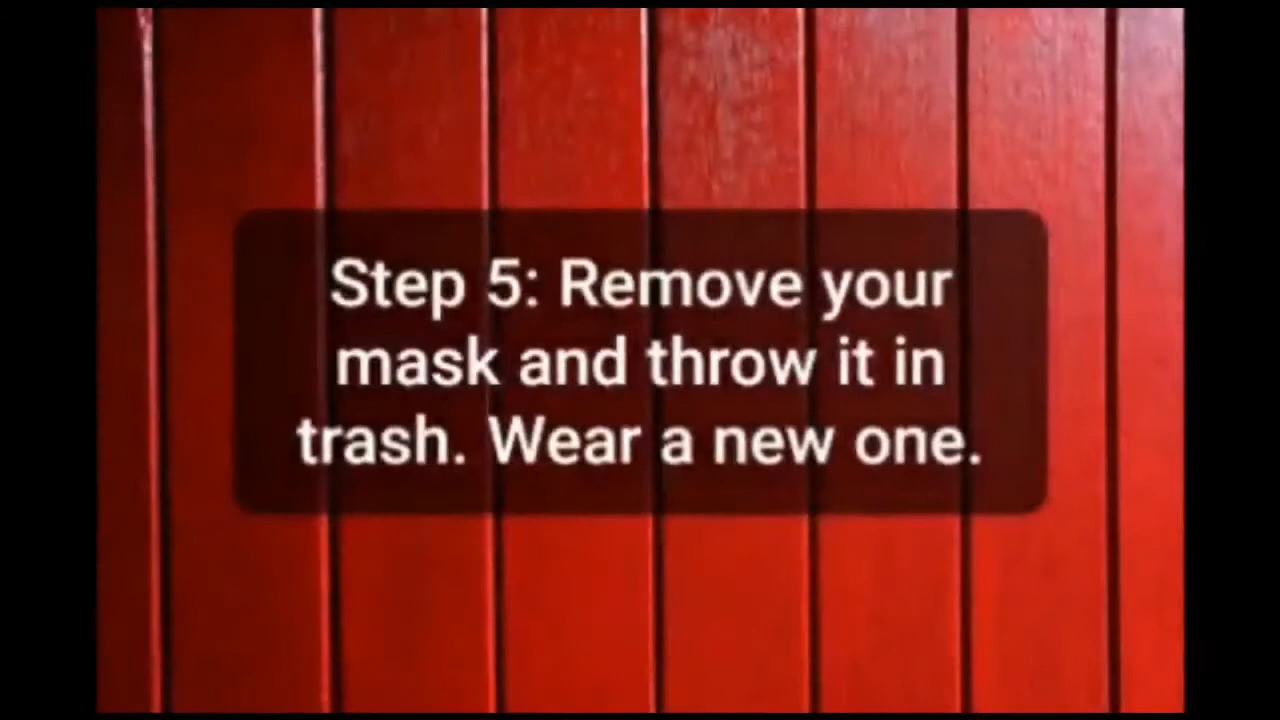 Step 5: Remove your
mask and throw it in
trash. Wear a new one.